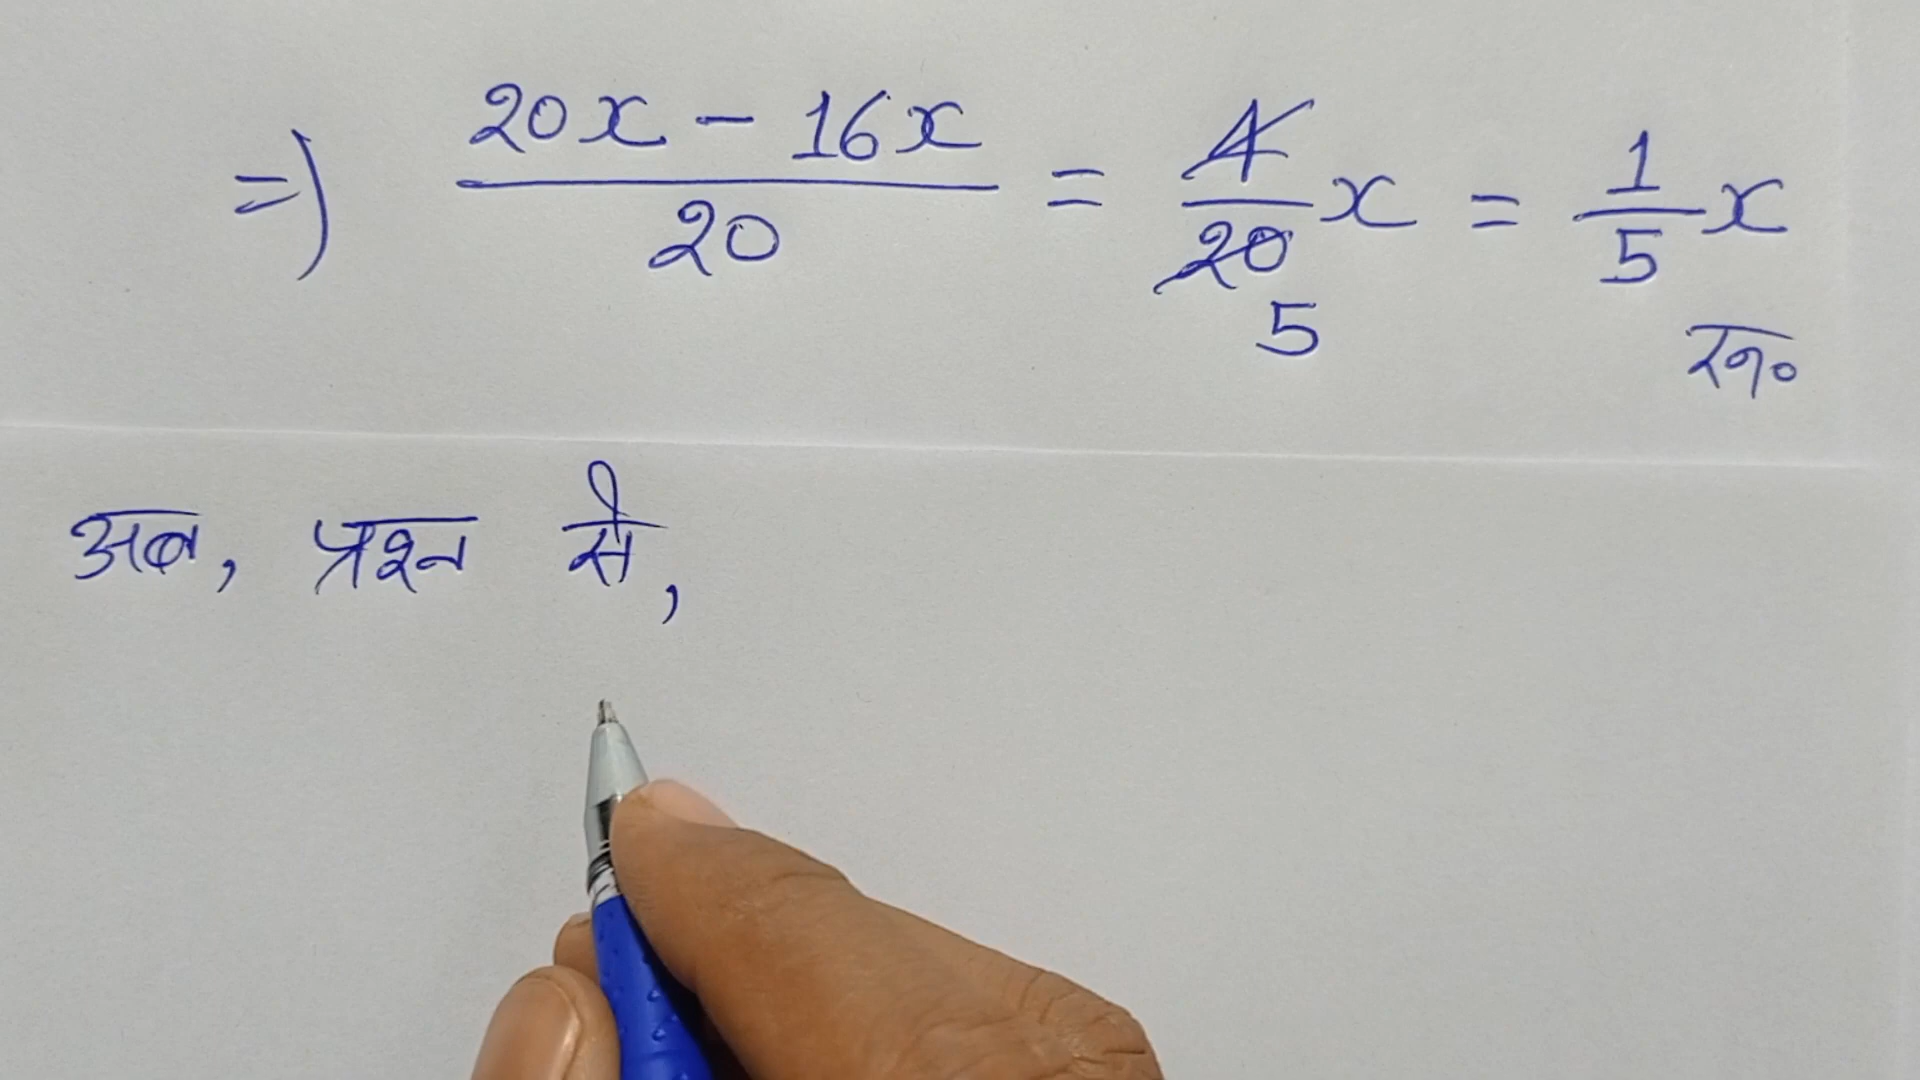 => 20x - 16x / 20 = 4/20 x = 1/5 x
5
रु०
अब, प्रश्न से,